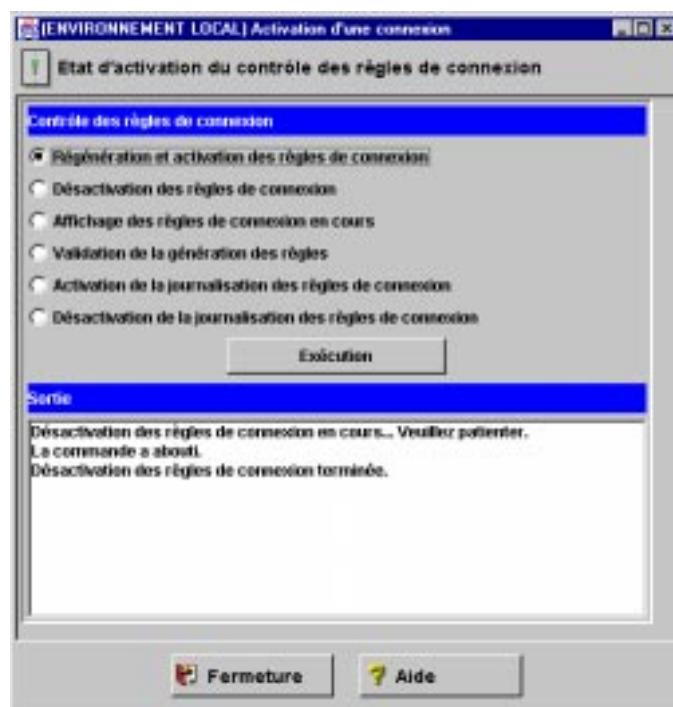 (ENVIRONNEMENT LOCAL) Activation d'une connexion
Etat d'activation du contrôle des règles de connexion
Contrôle des règles de connexion
Régénération et activation des règles de connexion
Désactivation des règles de connexion
Affichage des règles de connexion en cours
Validation de la génération des règles
Activation de la journalisation des règles de connexion
Désactivation de la journalisation des règles de connexion
Exécution
Sortie
Désactivation des règles de connexion en cours... Veuillez patienter.
La commande a abouti.
Désactivation des règles de connexion terminée.
Fermeture
Aide